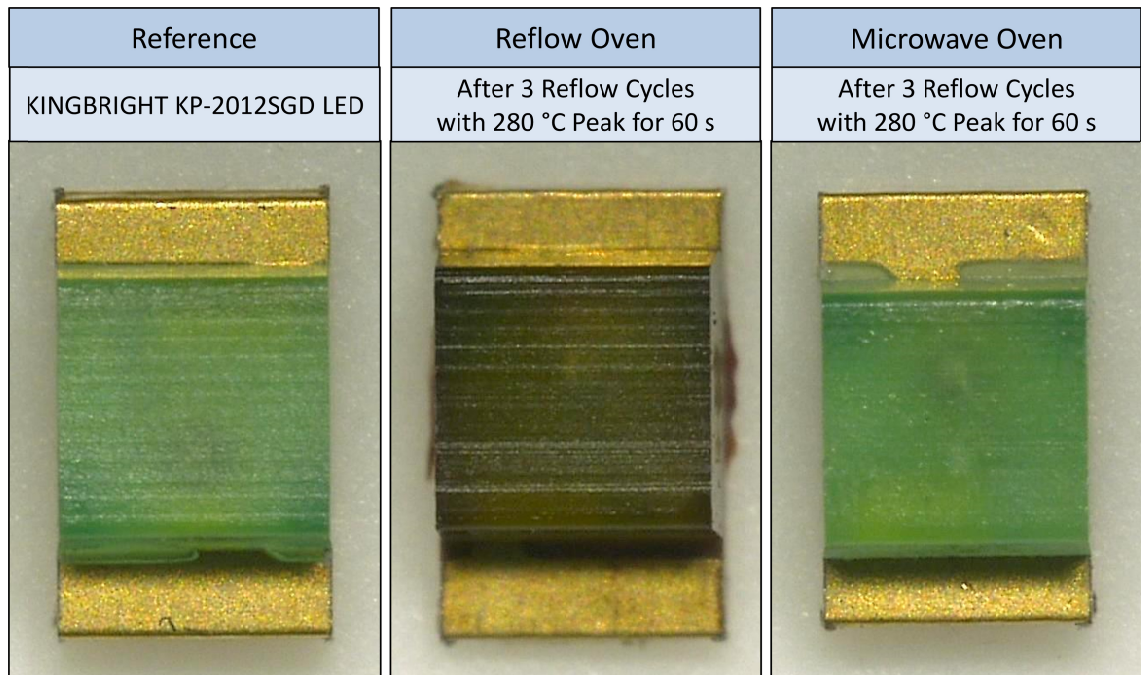 Reference
KINGBRIGHT KP-2012SGD LED
Reflow Oven
After 3 Reflow Cycles
with 280 °C Peak for 60 s
Microwave Oven
After 3 Reflow Cycles
with 280 °C Peak for 60 s